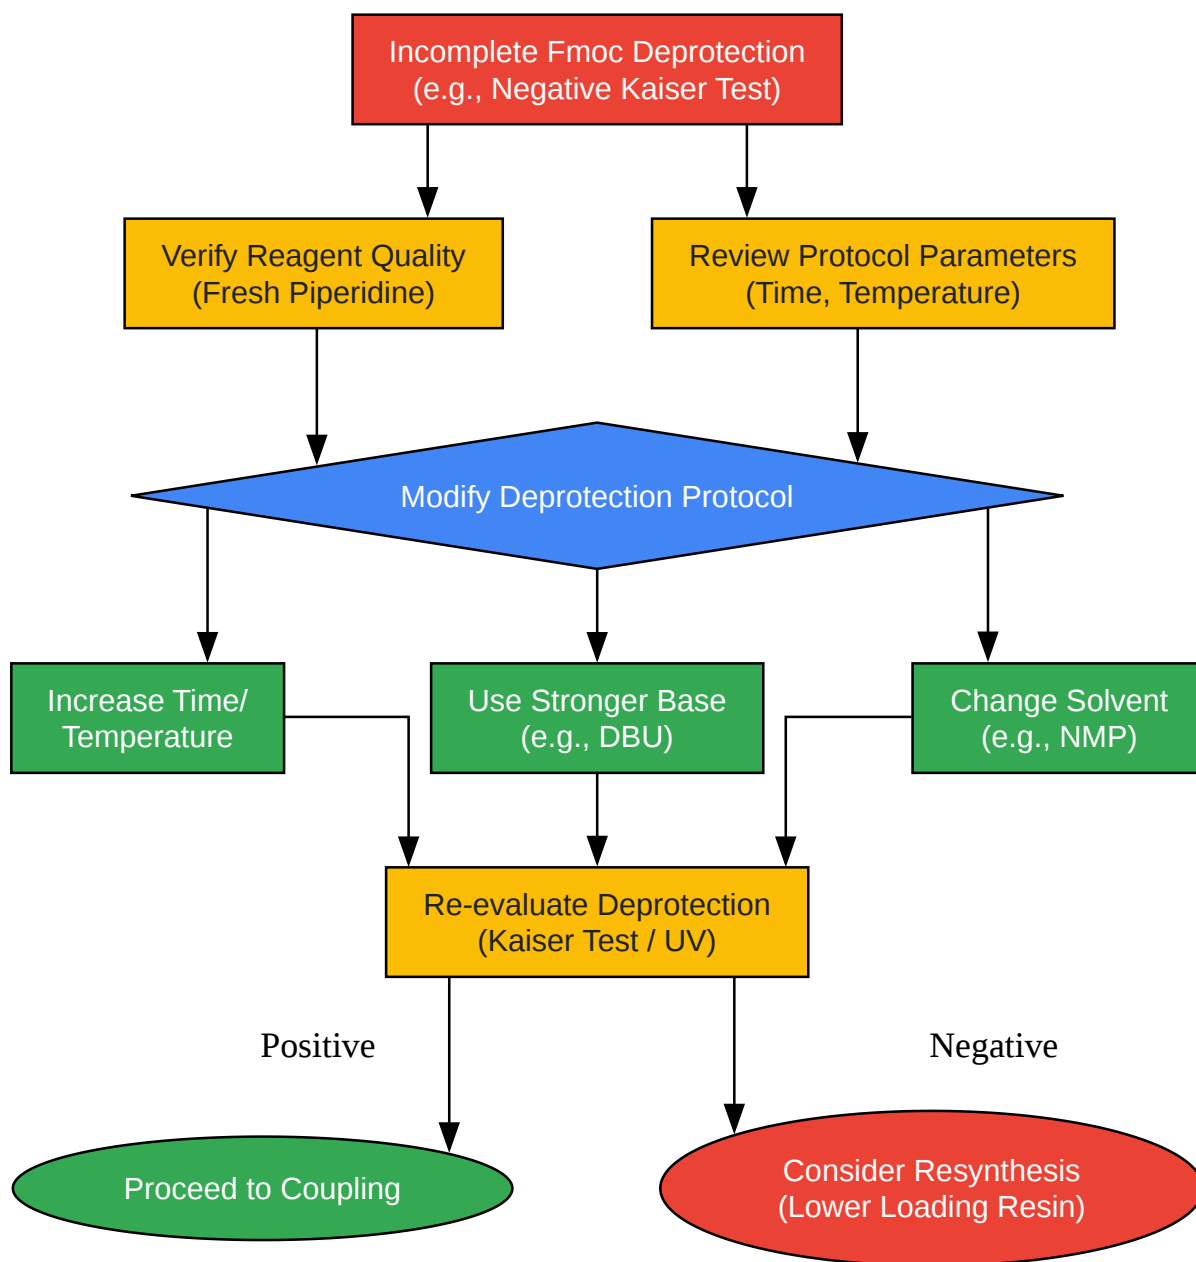 Incomplete Fmoc Deprotection
(e.g., Negative Kaiser Test)
Verify Reagent Quality
(Fresh Piperidine)
Review Protocol Parameters
(Time, Temperature)
Modify Deprotection Protocol
Increase Time/
Temperature
Use Stronger Base
(e.g., DBU)
Change Solvent
(e.g., NMP)
Re-evaluate Deprotection
(Kaiser Test / UV)
Positive
Negative
Proceed to Coupling
Consider Resynthesis
(Lower Loading Resin)